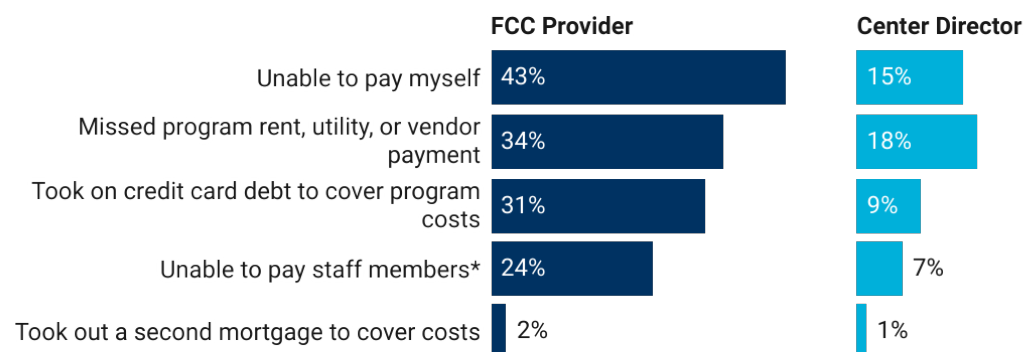 FCC Provider Center Director
Unable to pay myself 43% 15%
Missed program rent, utility, or vendor
payment 34% 18%
Took on credit card debt to cover program
costs 31% 9%
Unable to pay staff members* 24% 7%
Took out a second mortgage to cover costs 2% 1%